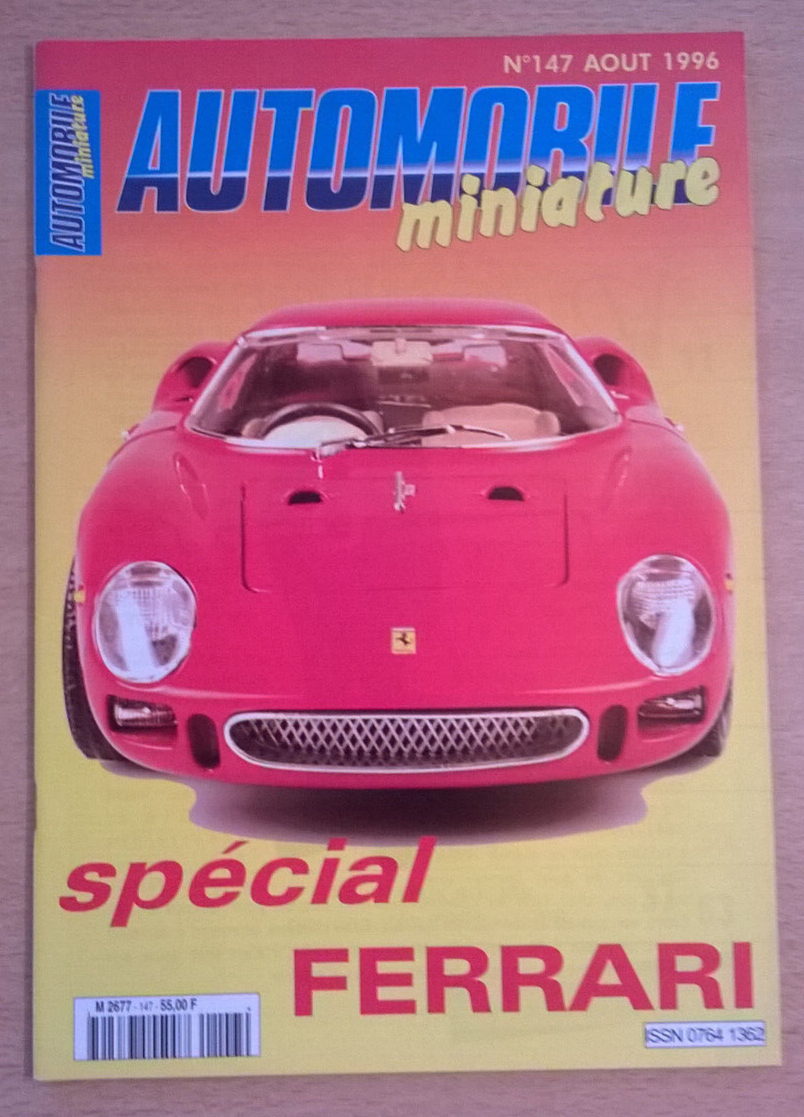 N°147 AOUT 1996
AUTOMOBILE
miniature
AUTOMOBILE
miniature
spécial
FERRARI
M 2677 - 147 - 55,00 F
ISSN 0764 1362